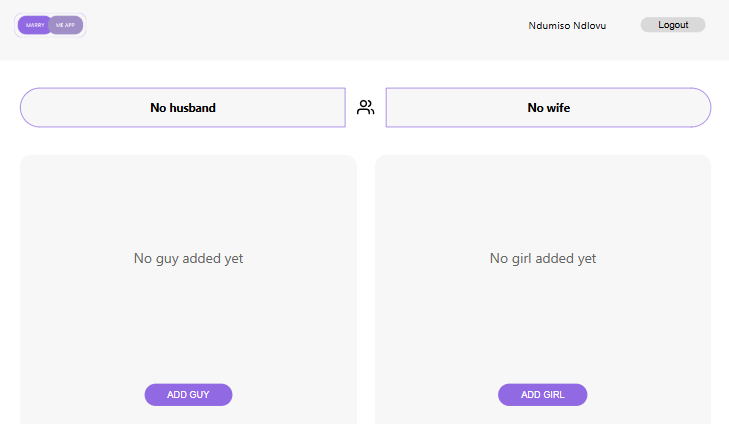 MARRY ME APP
Ndumiso Ndlovu
Logout
No husband
No wife
No guy added yet
No girl added yet
ADD GUY
ADD GIRL